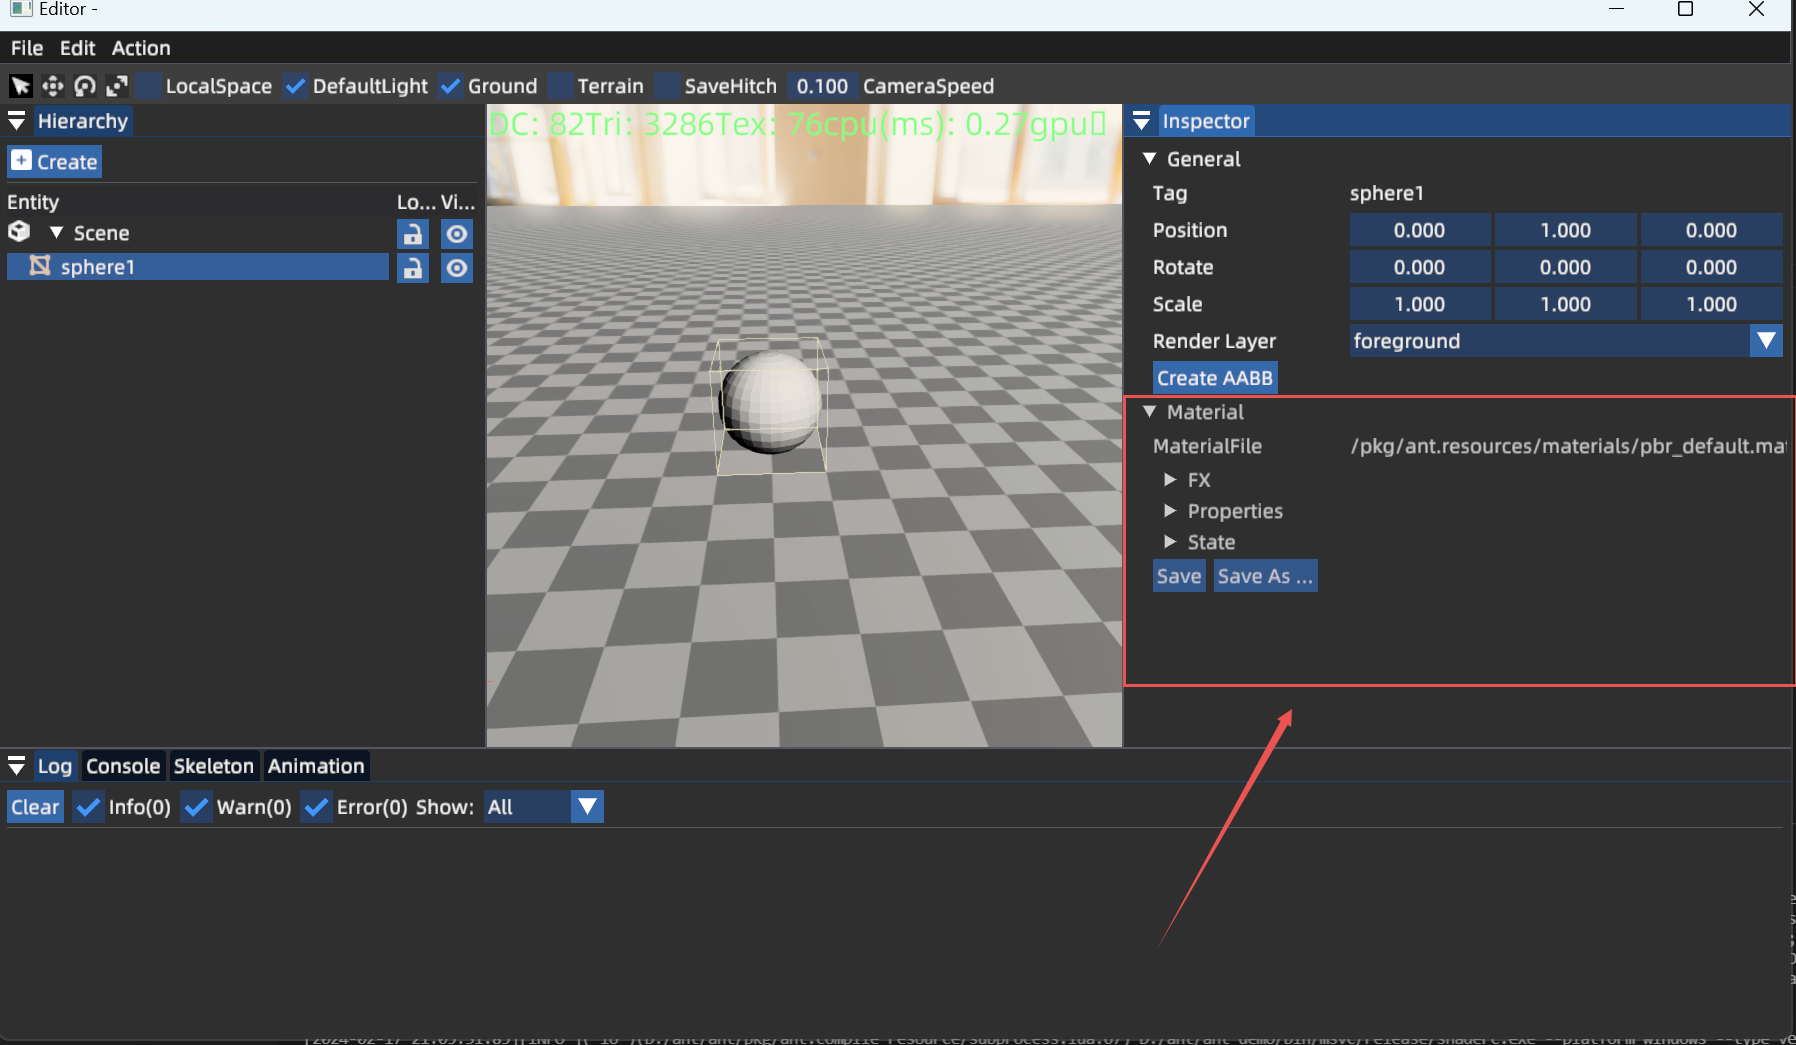 Editor -
File Edit Action
LocalSpace DefaultLight Ground Terrain SaveHitch 0.100 CameraSpeed
Hierarchy
Create
Entity Lo... Vi...
Scene
sphere1
DC: 82Tri: 3286Tex: 76cpu(ms): 0.27gpu
Inspector
General
Tag sphere1
Position 0.000 1.000 0.000
Rotate 0.000 0.000 0.000
Scale 1.000 1.000 1.000
Render Layer foreground
Create AABB
Material
MaterialFile /pkg/ant.resources/materials/pbr_default.mat
FX
Properties
State
Save Save As ...
Log Console Skeleton Animation
Clear Info(0) Warn(0) Error(0) Show: All